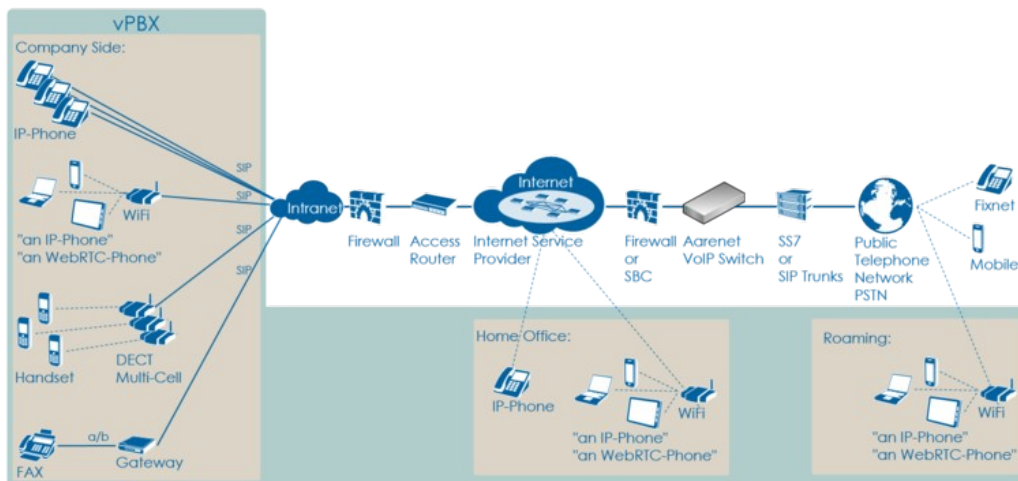 vPBX
Company Side:
IP-Phone
SIP
WiFi
SIP
"an IP-Phone"
"an WebRTC-Phone"
SIP
SIP
Handset
DECT
Multi-Cell
FAX
a/b
Gateway
Intranet
Firewall
Access
Router
Internet
Internet Service
Provider
Firewall
or
SBC
Aarenet
VoIP Switch
SS7
or
SIP Trunks
Public
Telephone
Network
PSTN
Fixnet
Mobile
Home Office:
IP-Phone
WiFi
"an IP-Phone"
"an WebRTC-Phone"
Roaming:
WiFi
"an IP-Phone"
"an WebRTC-Phone"